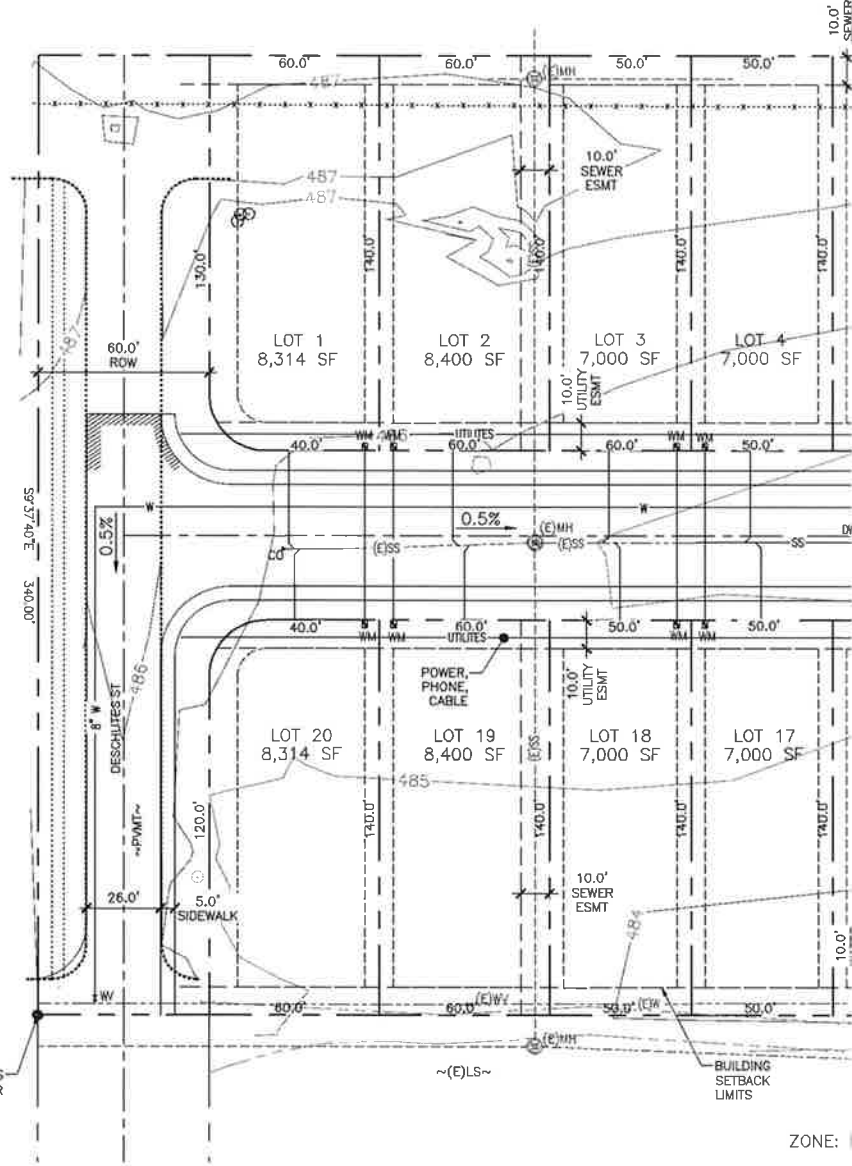 10.0'
SEWER
60.0'
60.0'
50.0'
50.0'
(E)MH
487
10.0'
SEWER
ESMT
487
487
130.0'
140.0'
(E)SS
140.0'
140.0'
140.0'
487
60.0'
ROW
LOT 1
8,314 SF
LOT 2
8,400 SF
LOT 3
7,000 SF
LOT 4
7,000 SF
10.0'
UTILITY
ESMT
40.0'
WM
486
60.0'
UTILITES
60.0'
WM
WM
50.0'
W
W
0.5%
0.5%
(E)MH
CO
(E)SS
(E)SS
SS
S9°37'40"E 340.00'
40.0'
WM
WM
60.0'
UTILITES
50.0'
WM
WM
50.0'
POWER,
PHONE,
CABLE
10.0'
UTILITY
ESMT
486
8" W
DESCHUTES ST
~PVMT~
LOT 20
8,314 SF
LOT 19
8,400 SF
LOT 18
7,000 SF
LOT 17
7,000 SF
(E)SS
485
120.0'
140.0'
140.0'
140.0'
140.0'
26.0'
5.0'
SIDEWALK
10.0'
SEWER
ESMT
484
10.0'
WV
60.0'
60.0'
(E)WV
50.0'
(E)W
50.0'
(E)MH
~(E)LS~
BUILDING
SETBACK
LIMITS
ZONE: